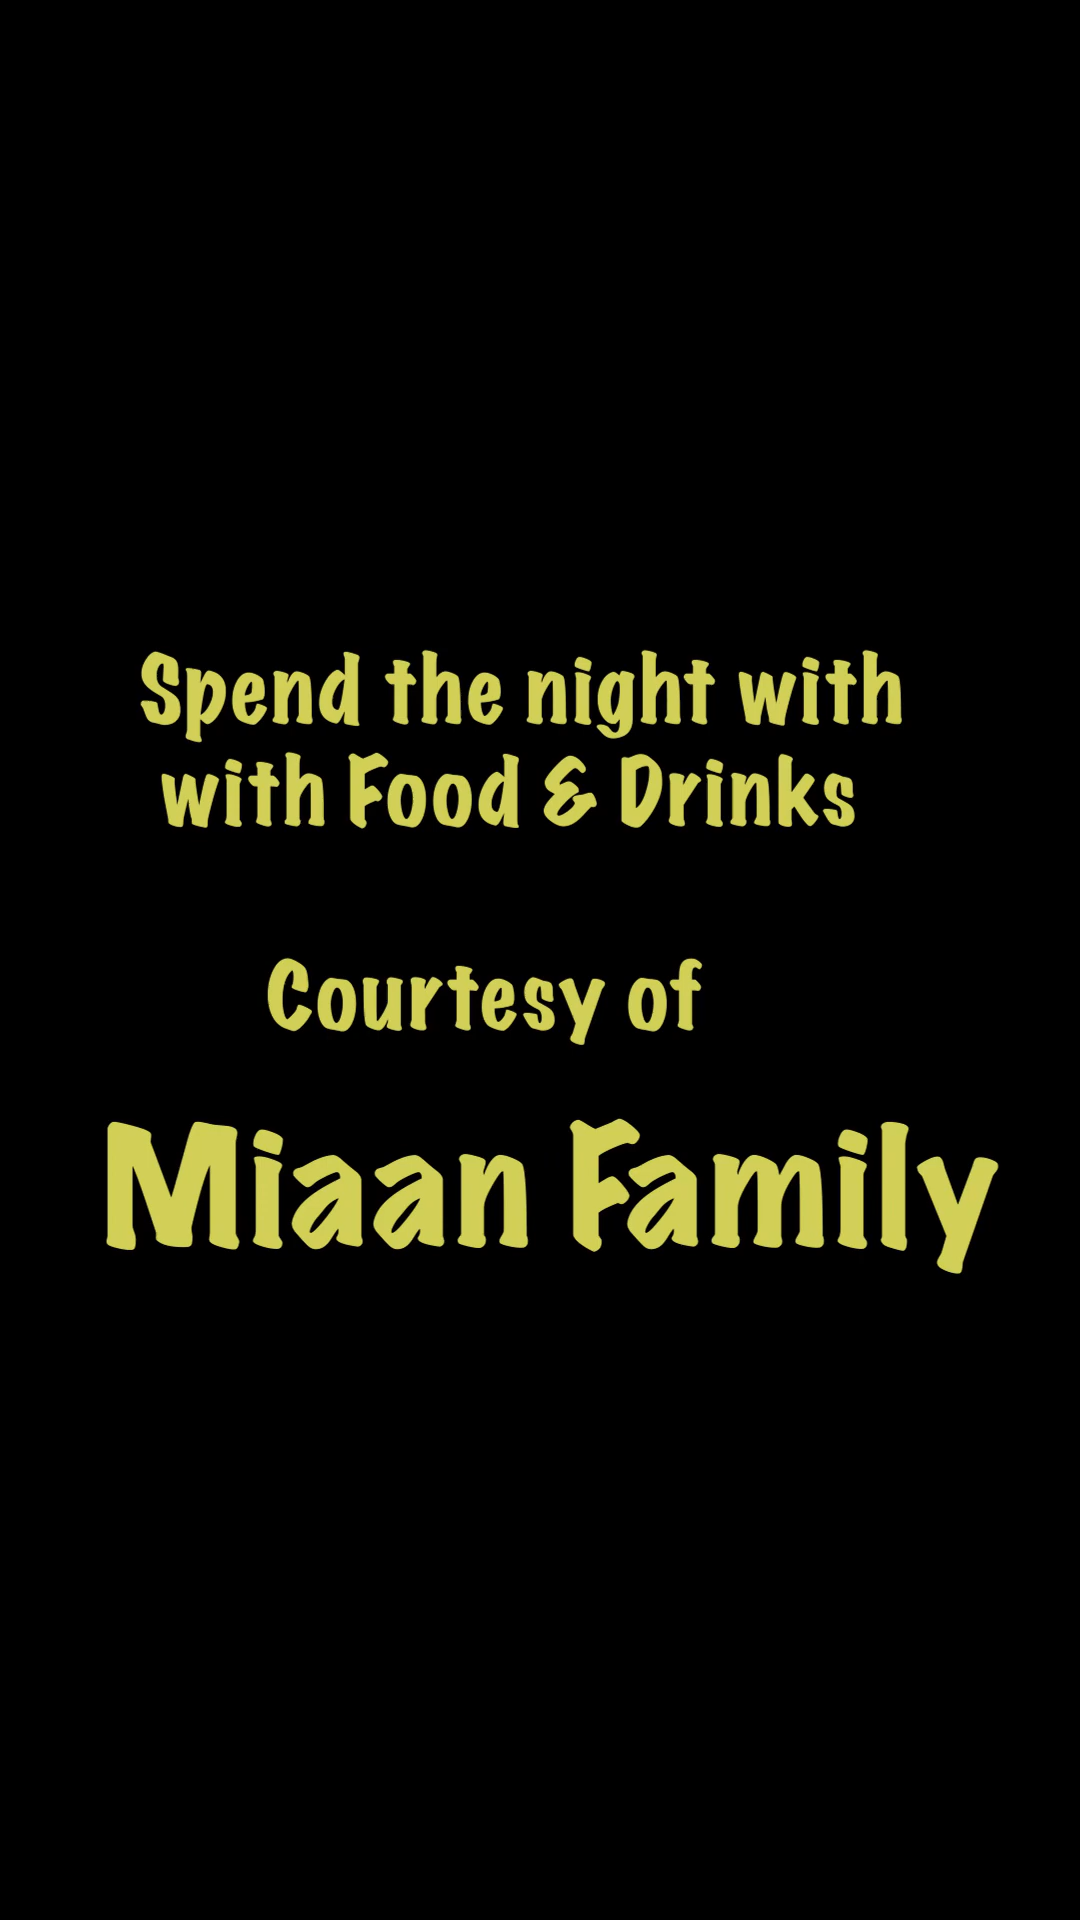 Spend the night with
with Food & Drinks
Courtesy of
Miaan Family